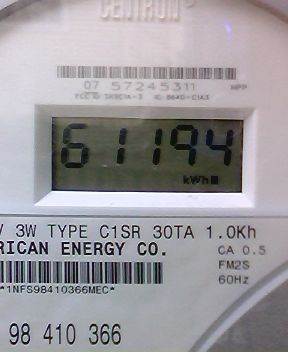 CENTRON
07 57245311 NPP
61194
kWh
V 3W TYPE C1SR 30TA 1.0Kh
RICAN ENERGY CO. CA 0.5
FM2S
60Hz
*1NFS98410366MEC*
98 410 366